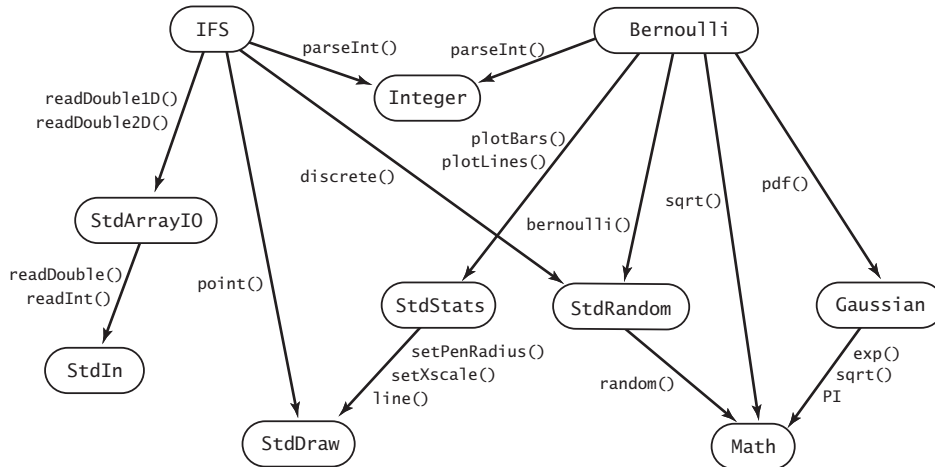 IFS
Bernoulli
parseInt()
parseInt()
Integer
readDouble1D()
readDouble2D()
plotBars()
plotLines()
discrete()
sqrt()
pdf()
StdArrayIO
bernoulli()
readDouble()
readInt()
point()
StdStats
StdRandom
Gaussian
StdIn
setPenRadius()
setXscale()
line()
random()
exp()
sqrt()
PI
StdDraw
Math